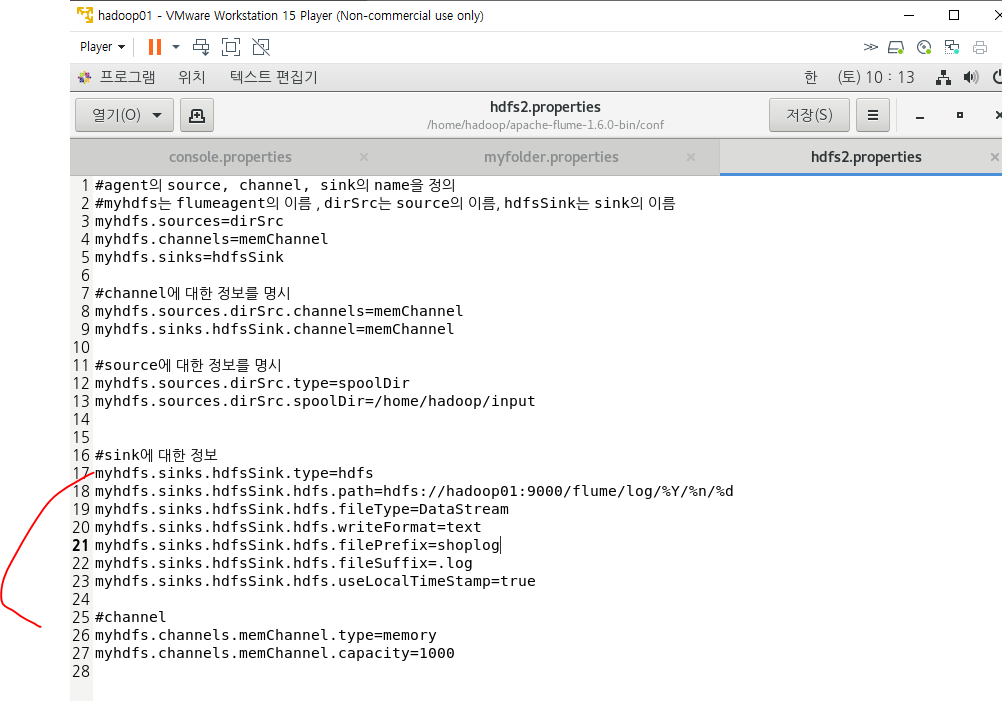 hadoop01 - VMware Workstation 15 Player (Non-commercial use only)
Player
프로그램 위치 텍스트 편집기 한 (토) 10 : 13
열기(O) hdfs2.properties 저장(S)
/home/hadoop/apache-flume-1.6.0-bin/conf
console.properties myfolder.properties hdfs2.properties
1 #agent의 source, channel, sink의 name을 정의
2 #myhdfs는 flumeagent의 이름 , dirSrc는 source의 이름, hdfsSink는 sink의 이름
3 myhdfs.sources=dirSrc
4 myhdfs.channels=memChannel
5 myhdfs.sinks=hdfsSink
6
7 #channel에 대한 정보를 명시
8 myhdfs.sources.dirSrc.channels=memChannel
9 myhdfs.sinks.hdfsSink.channel=memChannel
10
11 #source에 대한 정보를 명시
12 myhdfs.sources.dirSrc.type=spoolDir
13 myhdfs.sources.dirSrc.spoolDir=/home/hadoop/input
14
15
16 #sink에 대한 정보
17 myhdfs.sinks.hdfsSink.type=hdfs
18 myhdfs.sinks.hdfsSink.hdfs.path=hdfs://hadoop01:9000/flume/log/%Y/%n/%d
19 myhdfs.sinks.hdfsSink.hdfs.fileType=DataStream
20 myhdfs.sinks.hdfsSink.hdfs.writeFormat=text
21 myhdfs.sinks.hdfsSink.hdfs.filePrefix=shoplog
22 myhdfs.sinks.hdfsSink.hdfs.fileSuffix=.log
23 myhdfs.sinks.hdfsSink.hdfs.useLocalTimeStamp=true
24
25 #channel
26 myhdfs.channels.memChannel.type=memory
27 myhdfs.channels.memChannel.capacity=1000
28